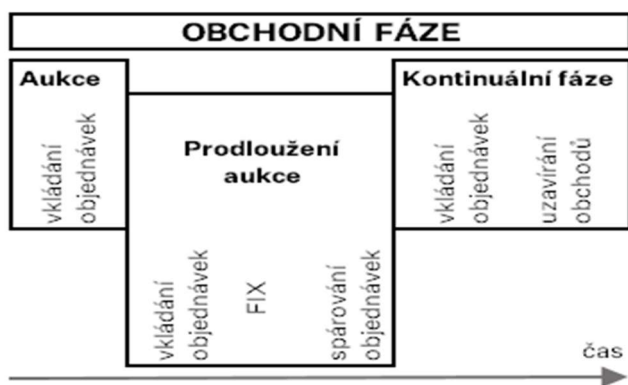 OBCHODNÍ FÁZE
Aukce
vkládání
objednávek
Prodloužení
aukce
vkládání
objednávek
FIX
spárování
objednávek
Kontinuální fáze
vkládání
objednávek
uzavírání
obchodů
čas